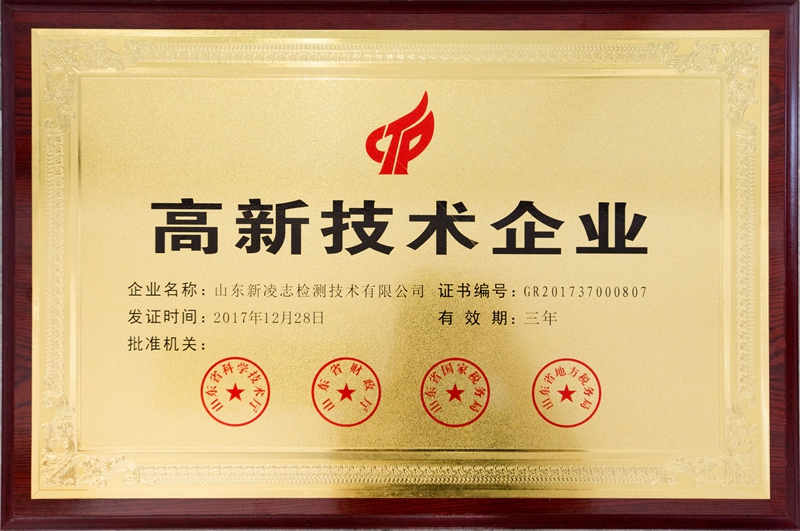 高新技术企业
企业名称：山东新凌志检测技术有限公司 证书编号：GR201737000807
发证时间：2017年12月28日 有 效 期：三年
批准机关：
山东省科学技术厅
山东省财政厅
山东省国家税务局
山东省地方税务局